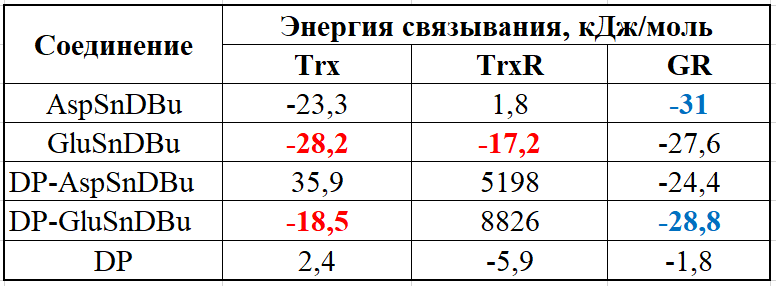 Соединение Энергия связывания, кДж/моль
Trx TrxR GR
AspSnDBu -23,3 1,8 -31
GluSnDBu -28,2 -17,2 -27,6
DP-AspSnDBu 35,9 5198 -24,4
DP-GluSnDBu -18,5 8826 -28,8
DP 2,4 -5,9 -1,8